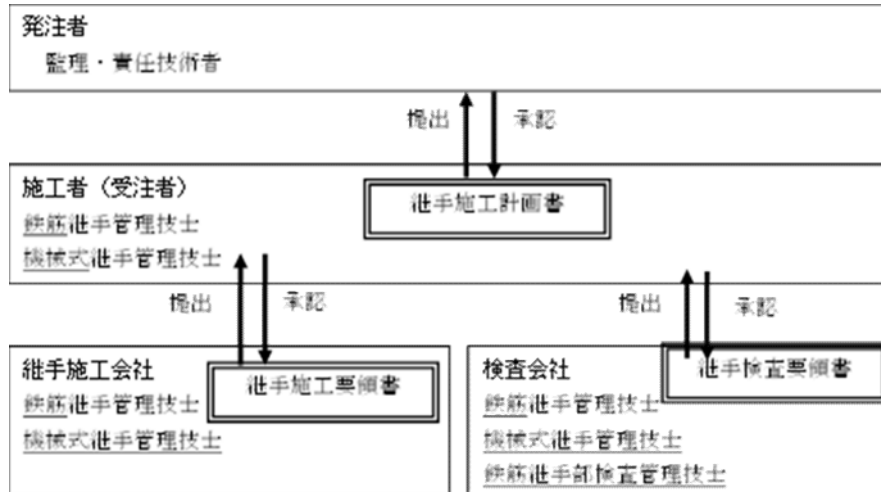 発注者
監理・責任技術者
提出
承認
施工者（受注者）
継手施工計画書
鉄筋継手管理技士
機械式継手管理技士
提出
承認
提出
承認
継手施工会社
継手施工要領書
鉄筋継手管理技士
機械式継手管理技士
検査会社
継手検査要領書
鉄筋継手管理技士
機械式継手管理技士
鉄筋継手部検査管理技士